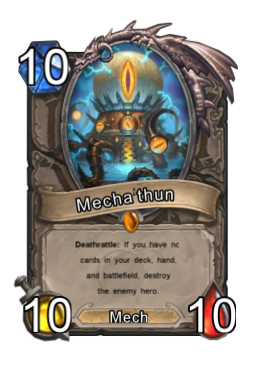 10
Mecha'thun
Deathrattle: If you have no
cards in your deck, hand,
and battlefield, destroy
the enemy hero.
10
Mech
10